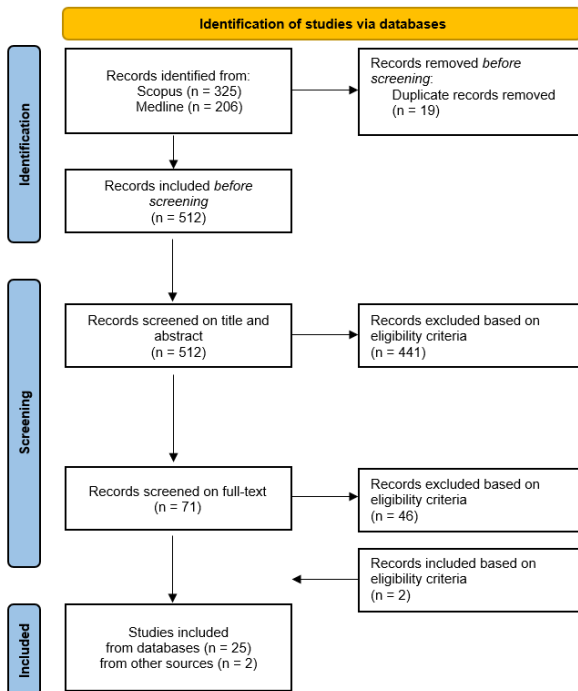 Identification of studies via databases
Identification
Records identified from:
Scopus (n = 325)
Medline (n = 206)
Records removed before
screening:
Duplicate records removed
(n = 19)
Records included before
screening
(n = 512)
Screening
Records screened on title and
abstract
(n = 512)
Records excluded based on
eligibility criteria
(n = 441)
Records screened on full-text
(n = 71)
Records excluded based on
eligibility criteria
(n = 46)
Records included based on
eligibility criteria
(n = 2)
Included
Studies included
from databases (n = 25)
from other sources (n = 2)